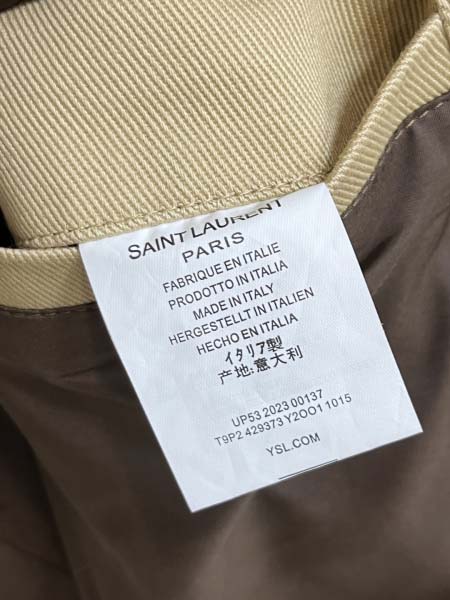 SAINT LAURENT
PARIS
FABRIQUE EN ITALIE
PRODOTTO IN ITALIA
MADE IN ITALY
HERGESTELLT IN ITALIEN
HECHO EN ITALIA
イタリア製
产地:意大利
UP53 2023 00137
T9P2 429373 Y2OO1 1015
YSL.COM